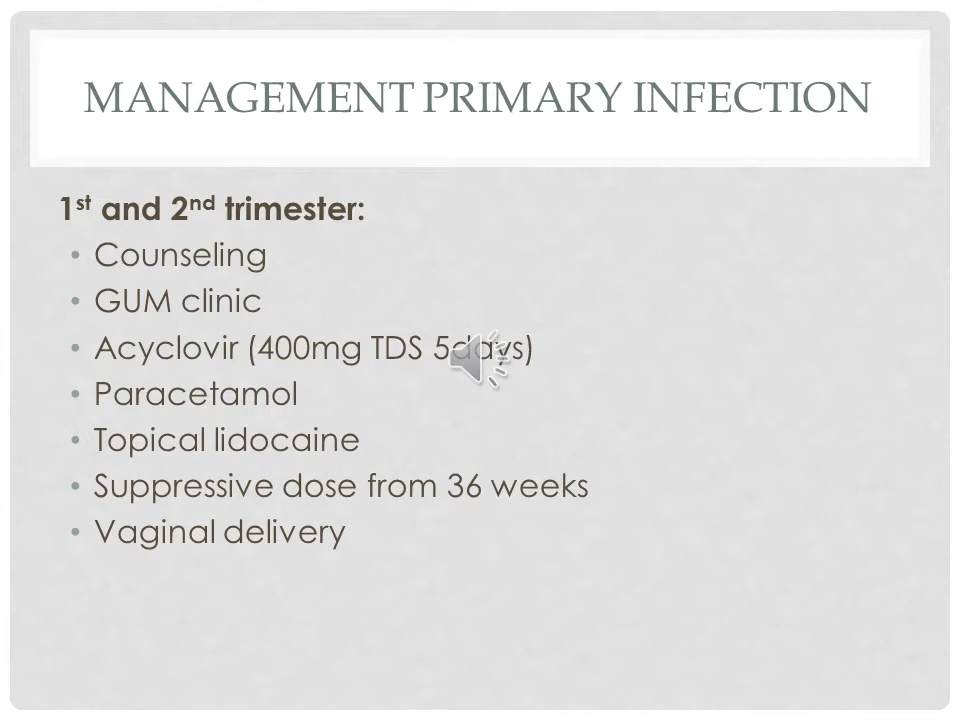 MANAGEMENT PRIMARY INFECTION
1st and 2nd trimester:
• Counseling
• GUM clinic
• Acyclovir (400mg TDS 5days)
• Paracetamol
• Topical lidocaine
• Suppressive dose from 36 weeks
• Vaginal delivery